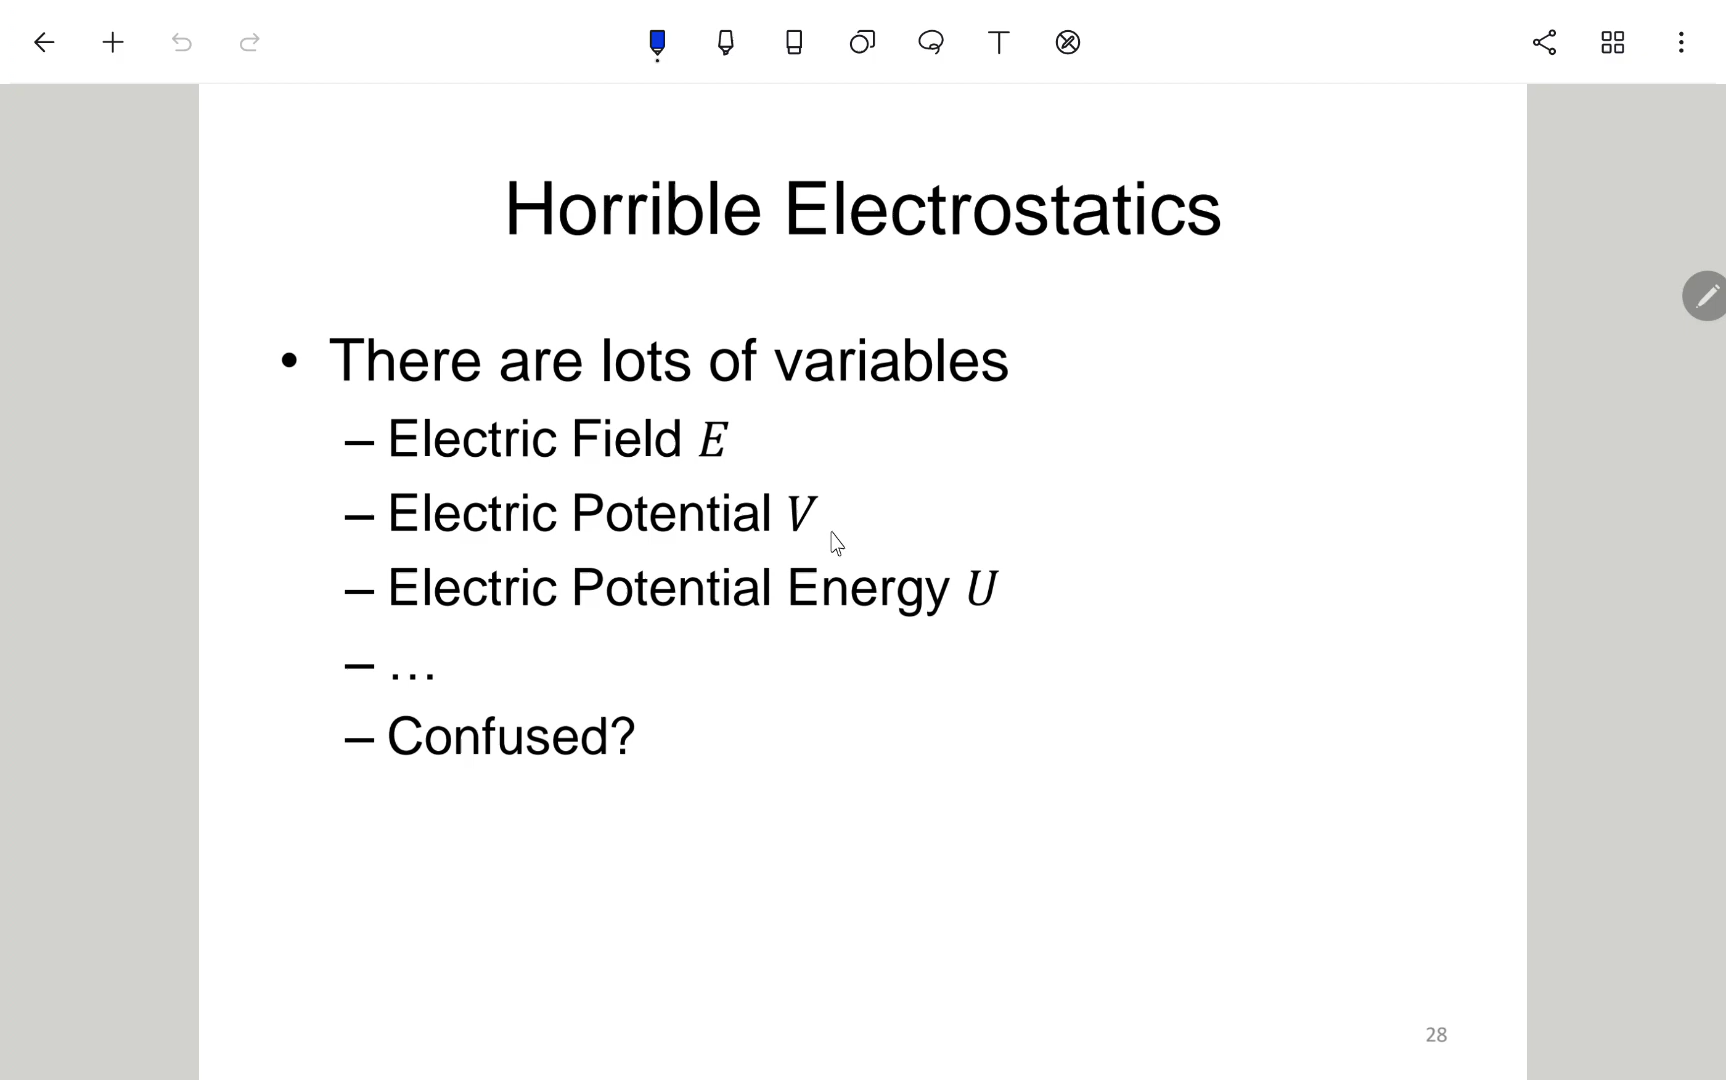 Horrible Electrostatics
• There are lots of variables
– Electric Field E
– Electric Potential V
– Electric Potential Energy U
– …
– Confused?
28